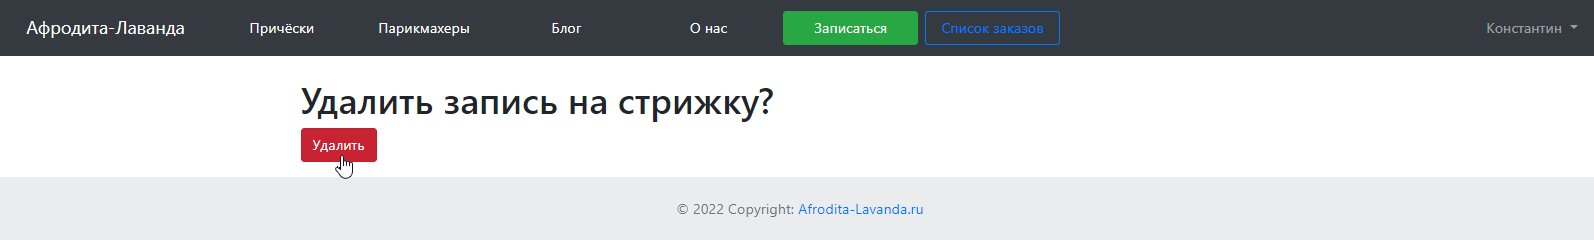 Афродита-Лаванда Причёски Парикмахеры Блог О нас Записаться Список заказов Константин
Удалить запись на стрижку?
Удалить
© 2022 Copyright: Afrodita-Lavanda.ru